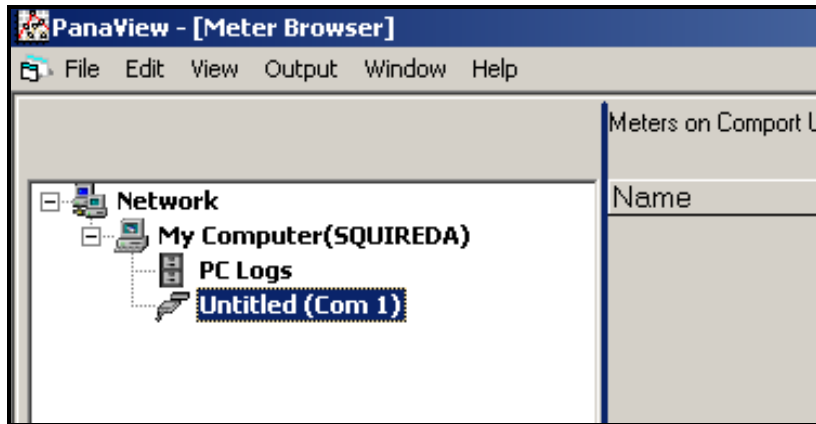 PanaView - [Meter Browser]
File Edit View Output Window Help
Meters on Comport
Name
Network
My Computer(SQUIREDA)
PC Logs
Untitled (Com 1)